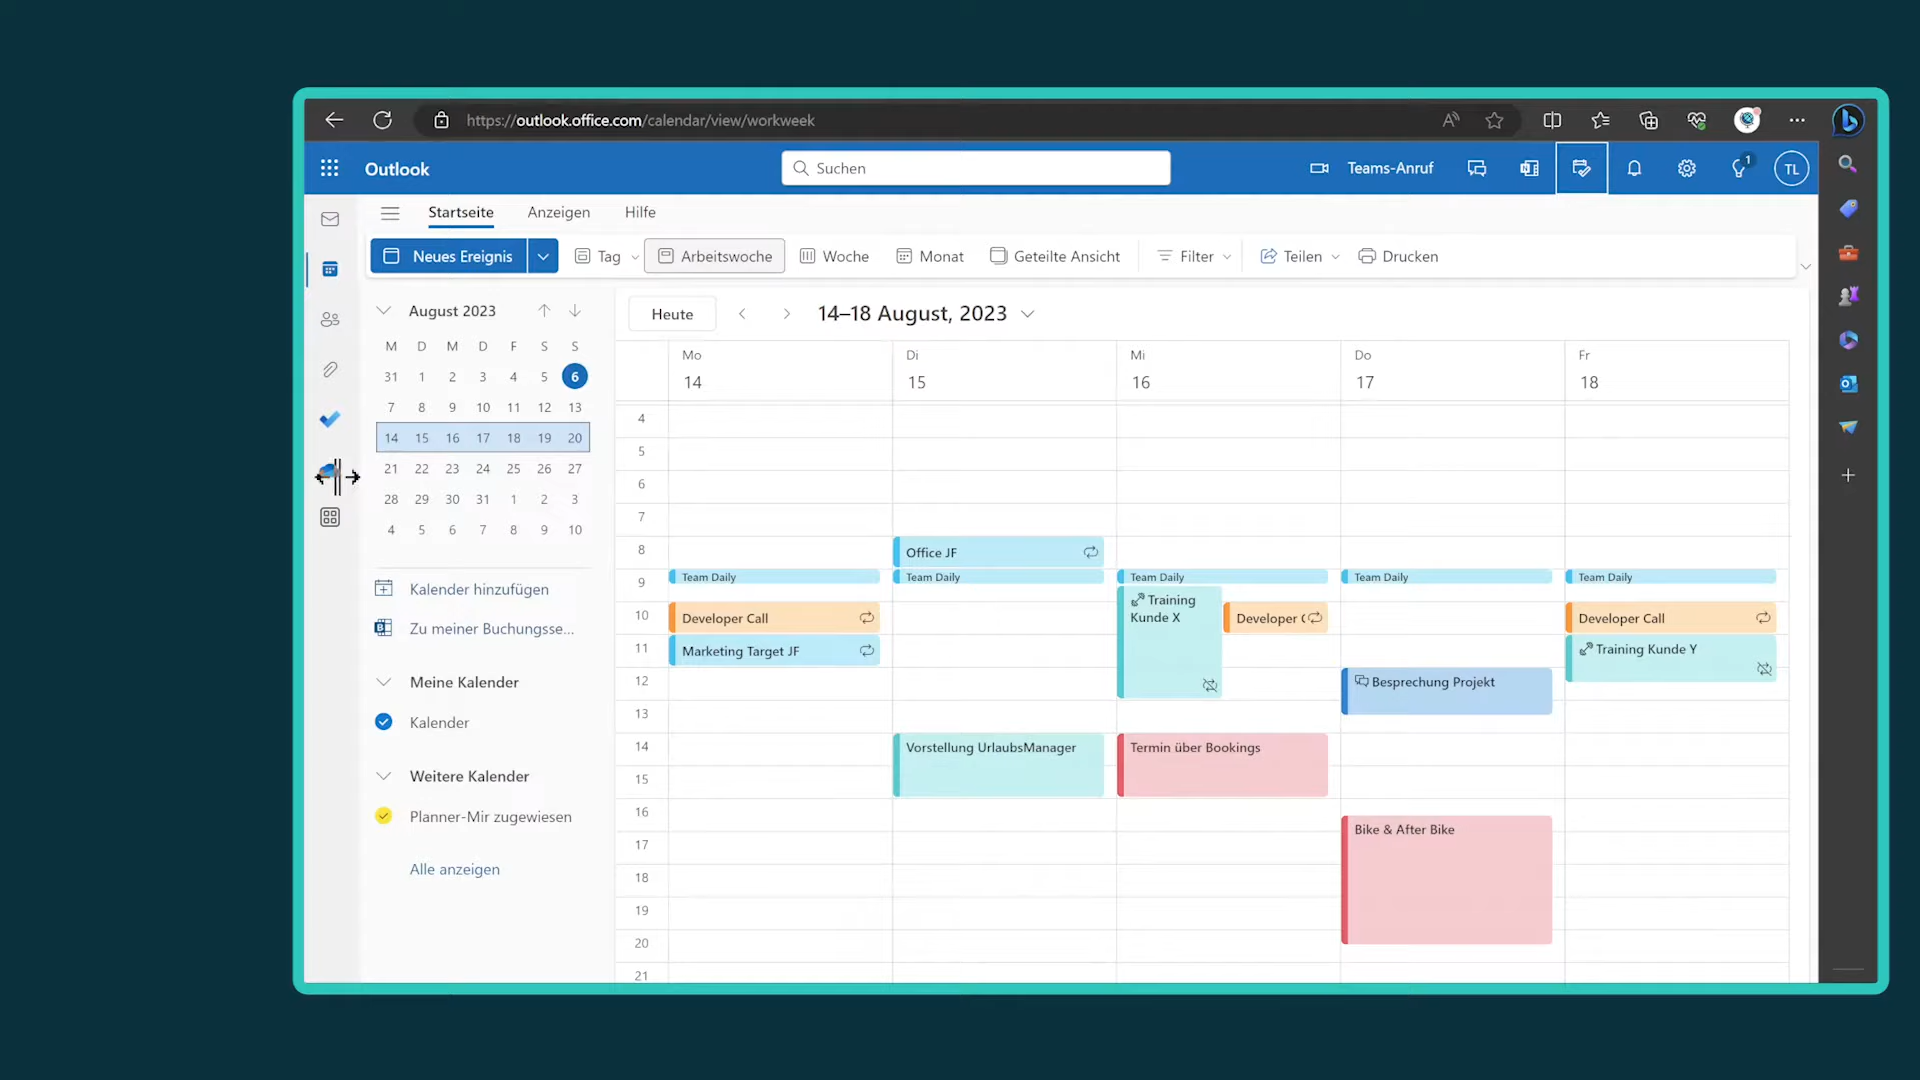 https://outlook.office.com/calendar/view/workweek
Outlook
Suchen
Teams-Anruf
1
TL
Startseite Anzeigen Hilfe
Neues Ereignis Tag Arbeitswoche Woche Monat Geteilte Ansicht Filter Teilen Drucken
August 2023
M D M D F S S
31 1 2 3 4 5 6
7 8 9 10 11 12 13
14 15 16 17 18 19 20
21 22 23 24 25 26 27
28 29 30 31 1 2 3
4 5 6 7 8 9 10
Kalender hinzufügen
Zu meiner Buchungsse...
Meine Kalender
Kalender
Weitere Kalender
Planner-Mir zugewiesen
Alle anzeigen
Heute 14–18 August, 2023
Mo Di Mi Do Fr
14 15 16 17 18
4
5
6
7
8
Office JF
9
Team Daily Team Daily Team Daily Team Daily Team Daily
Training
Kunde X
10
Developer Call
Developer C
Developer Call
11
Marketing Target JF
Training Kunde Y
12
Besprechung Projekt
13
14
Vorstellung UrlaubsManager
Termin über Bookings
15
16
Bike & After Bike
17
18
19
20
21